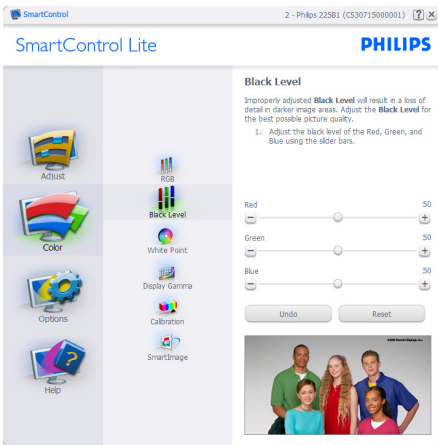 SmartControl
2 - Philips 225B1 (CS30715000001)
?
SmartControl Lite
PHILIPS
Adjust
Color
Options
Help
RGB
Black Level
White Point
Display Gamma
Calibration
SmartImage
Black Level
Improperly adjusted Black Level will result in a loss of
detail in darker image areas. Adjust the Black Level for
the best possible picture quality.
1. Adjust the black level of the Red, Green, and
Blue using the slider bars.
Red 50
Green 50
Blue 50
Undo Reset